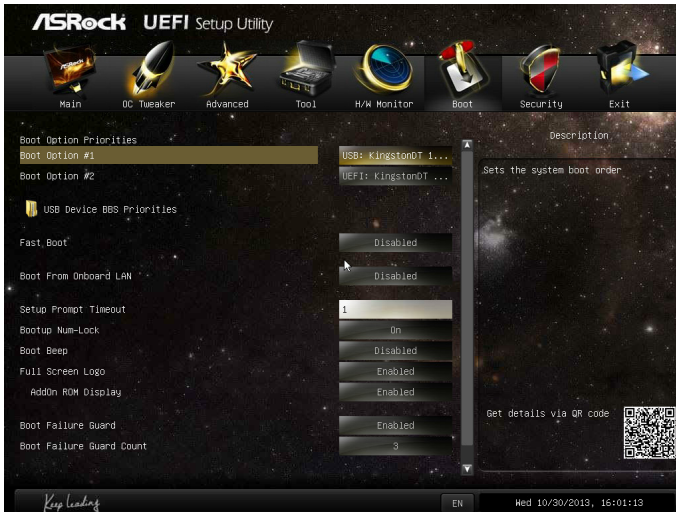 ASRock UEFI Setup Utility
ASRock
Main OC Tweaker Advanced Tool H/W Monitor Boot Security Exit
Boot Option Priorities
Boot Option #1 USB: KingstonDT 1...
Boot Option #2 UEFI: KingstonDT ...
USB Device BBS Priorities
Fast Boot Disabled
Boot From Onboard LAN Disabled
Setup Prompt Timeout 1
Bootup Num-Lock On
Boot Beep Disabled
Full Screen Logo Enabled
AddOn ROM Display Enabled
Boot Failure Guard Enabled
Boot Failure Guard Count 3
Description
Sets the system boot order
Get details via QR code
Keep Leading
EN Wed 10/30/2013, 16:01:13